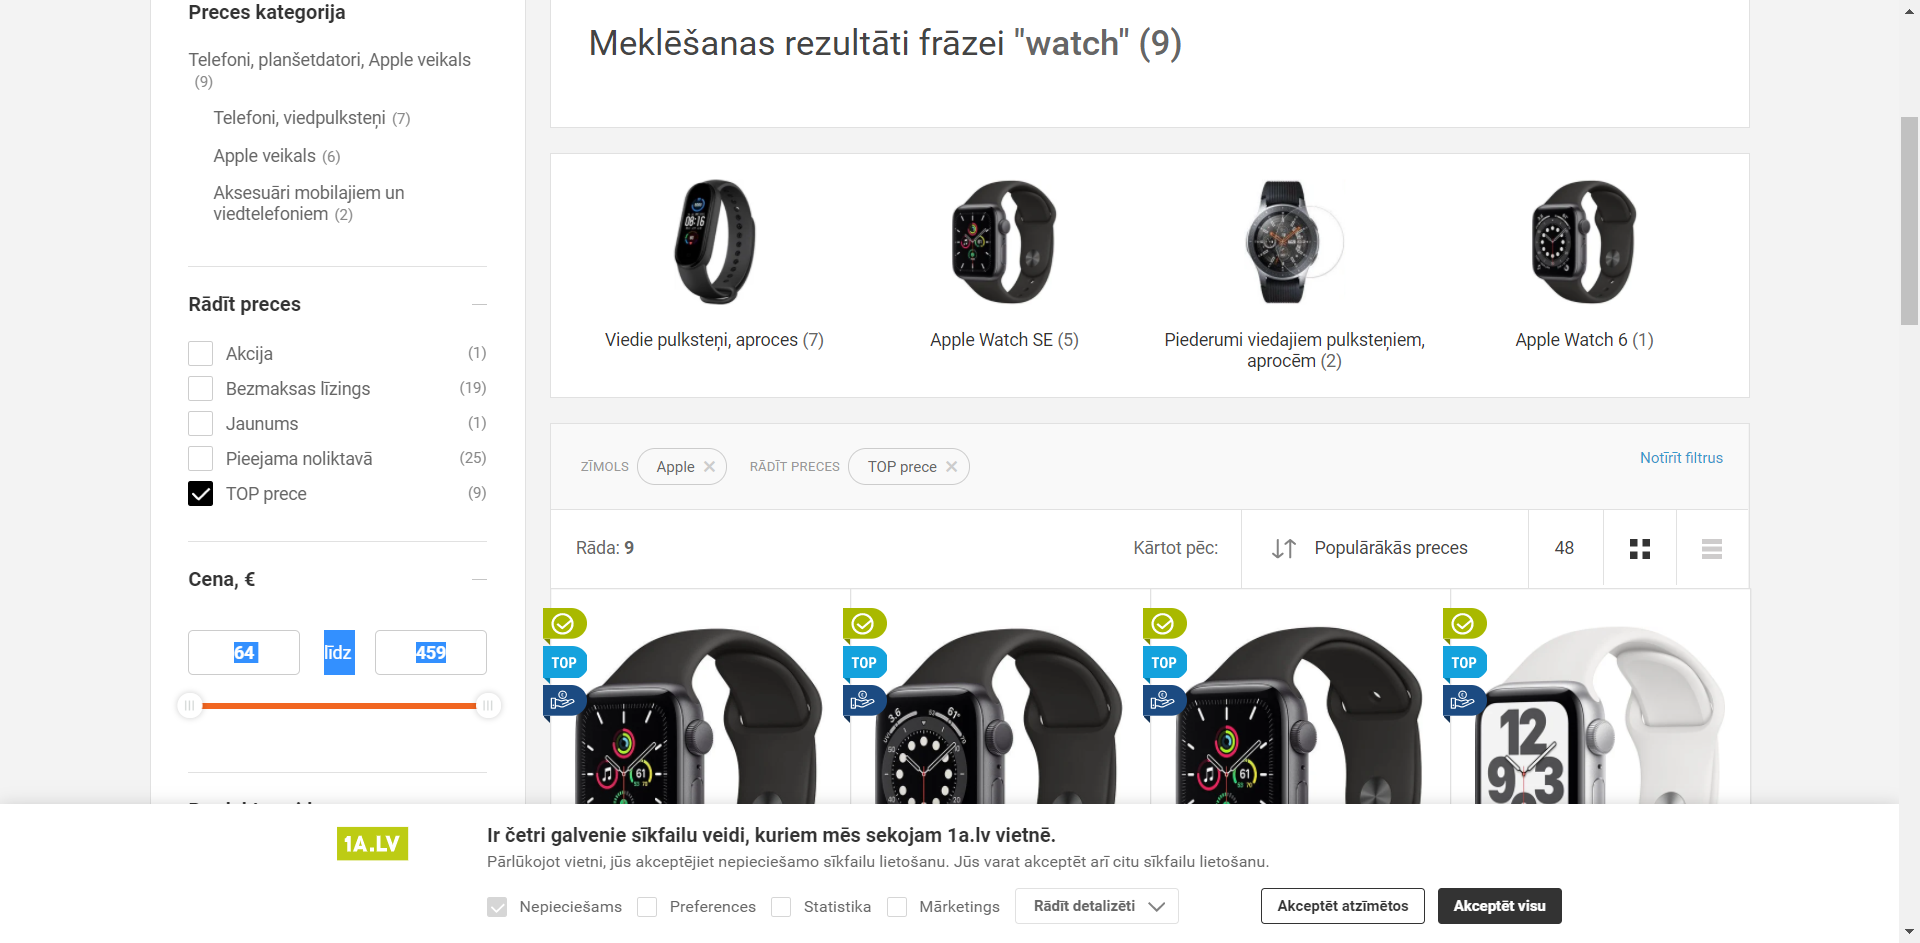 Preces kategorija
Telefoni, planšetdatori, Apple veikals
(9)
Telefoni, viedpulksteņi (7)
Apple veikals (6)
Aksesuāri mobilajiem un
viedtelefoniem (2)
Rādīt preces
Akcija (1)
Bezmaksas līzings (19)
Jaunums (1)
Pieejama noliktavā (25)
TOP prece (9)
Cena, €
64 līdz 459
Meklēšanas rezultāti frāzei "watch" (9)
Viedie pulksteņi, aproces (7)
Apple Watch SE (5)
Piederumi viedajiem pulksteņiem,
aprocēm (2)
Apple Watch 6 (1)
ZĪMOLS Apple RĀDĪT PRECES TOP prece
Notīrīt filtrus
Rāda: 9
Kārtot pēc: Populārākās preces 48
TOP
TOP
TOP
TOP
1A.LV
Ir četri galvenie sīkfailu veidi, kuriem mēs sekojam 1a.lv vietnē.
Pārlūkojot vietni, jūs akceptējiet nepieciešamo sīkfailu lietošanu. Jūs varat akceptēt arī citu sīkfailu lietošanu.
Nepieciešams Preferences Statistika Mārketings Rādīt detalizēti
Akceptēt atzīmētos
Akceptēt visu